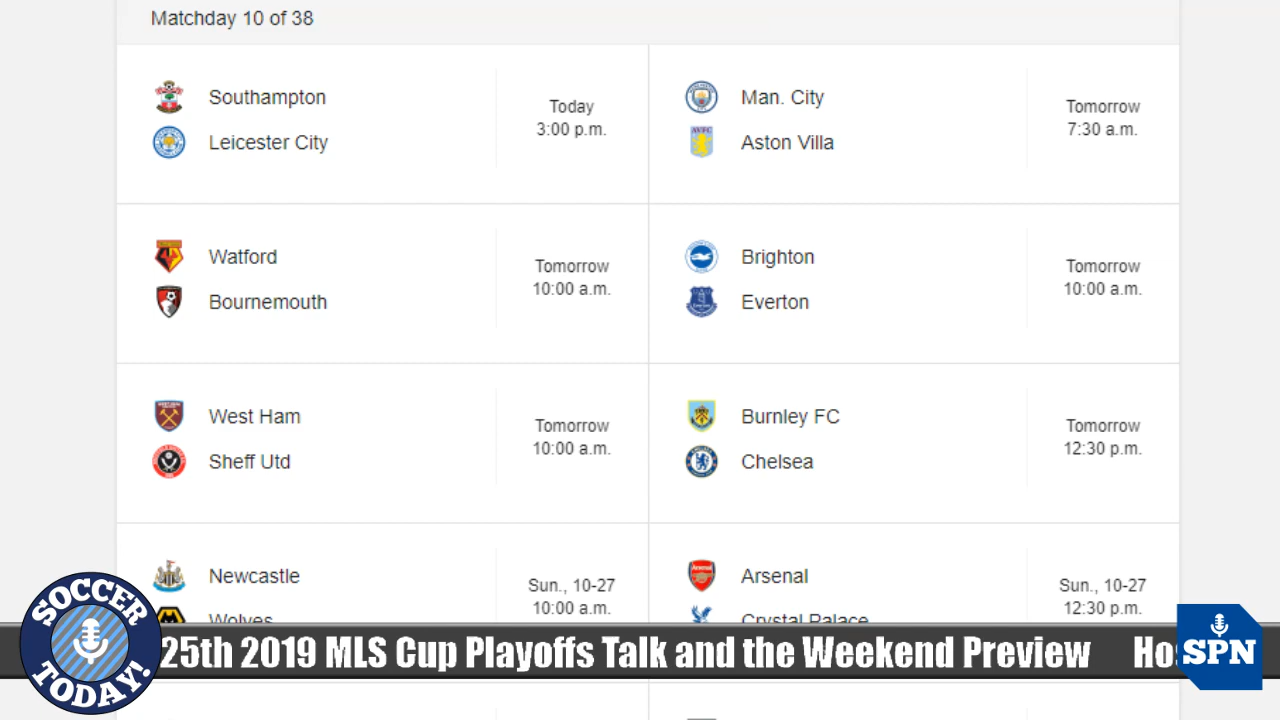 Matchday 10 of 38
Southampton
Leicester City
Today
3:00 p.m.
Man. City
Aston Villa
Tomorrow
7:30 a.m.
Watford
Bournemouth
Tomorrow
10:00 a.m.
Brighton
Everton
Tomorrow
10:00 a.m.
West Ham
Sheff Utd
Tomorrow
10:00 a.m.
Burnley FC
Chelsea
Tomorrow
12:30 p.m.
Newcastle
Wolves
Sun., 10-27
10:00 a.m.
Arsenal
Crystal Palace
Sun., 10-27
12:30 p.m.
SOCCER
TODAY!
25th 2019 MLS Cup Playoffs Talk and the Weekend Preview
SPN